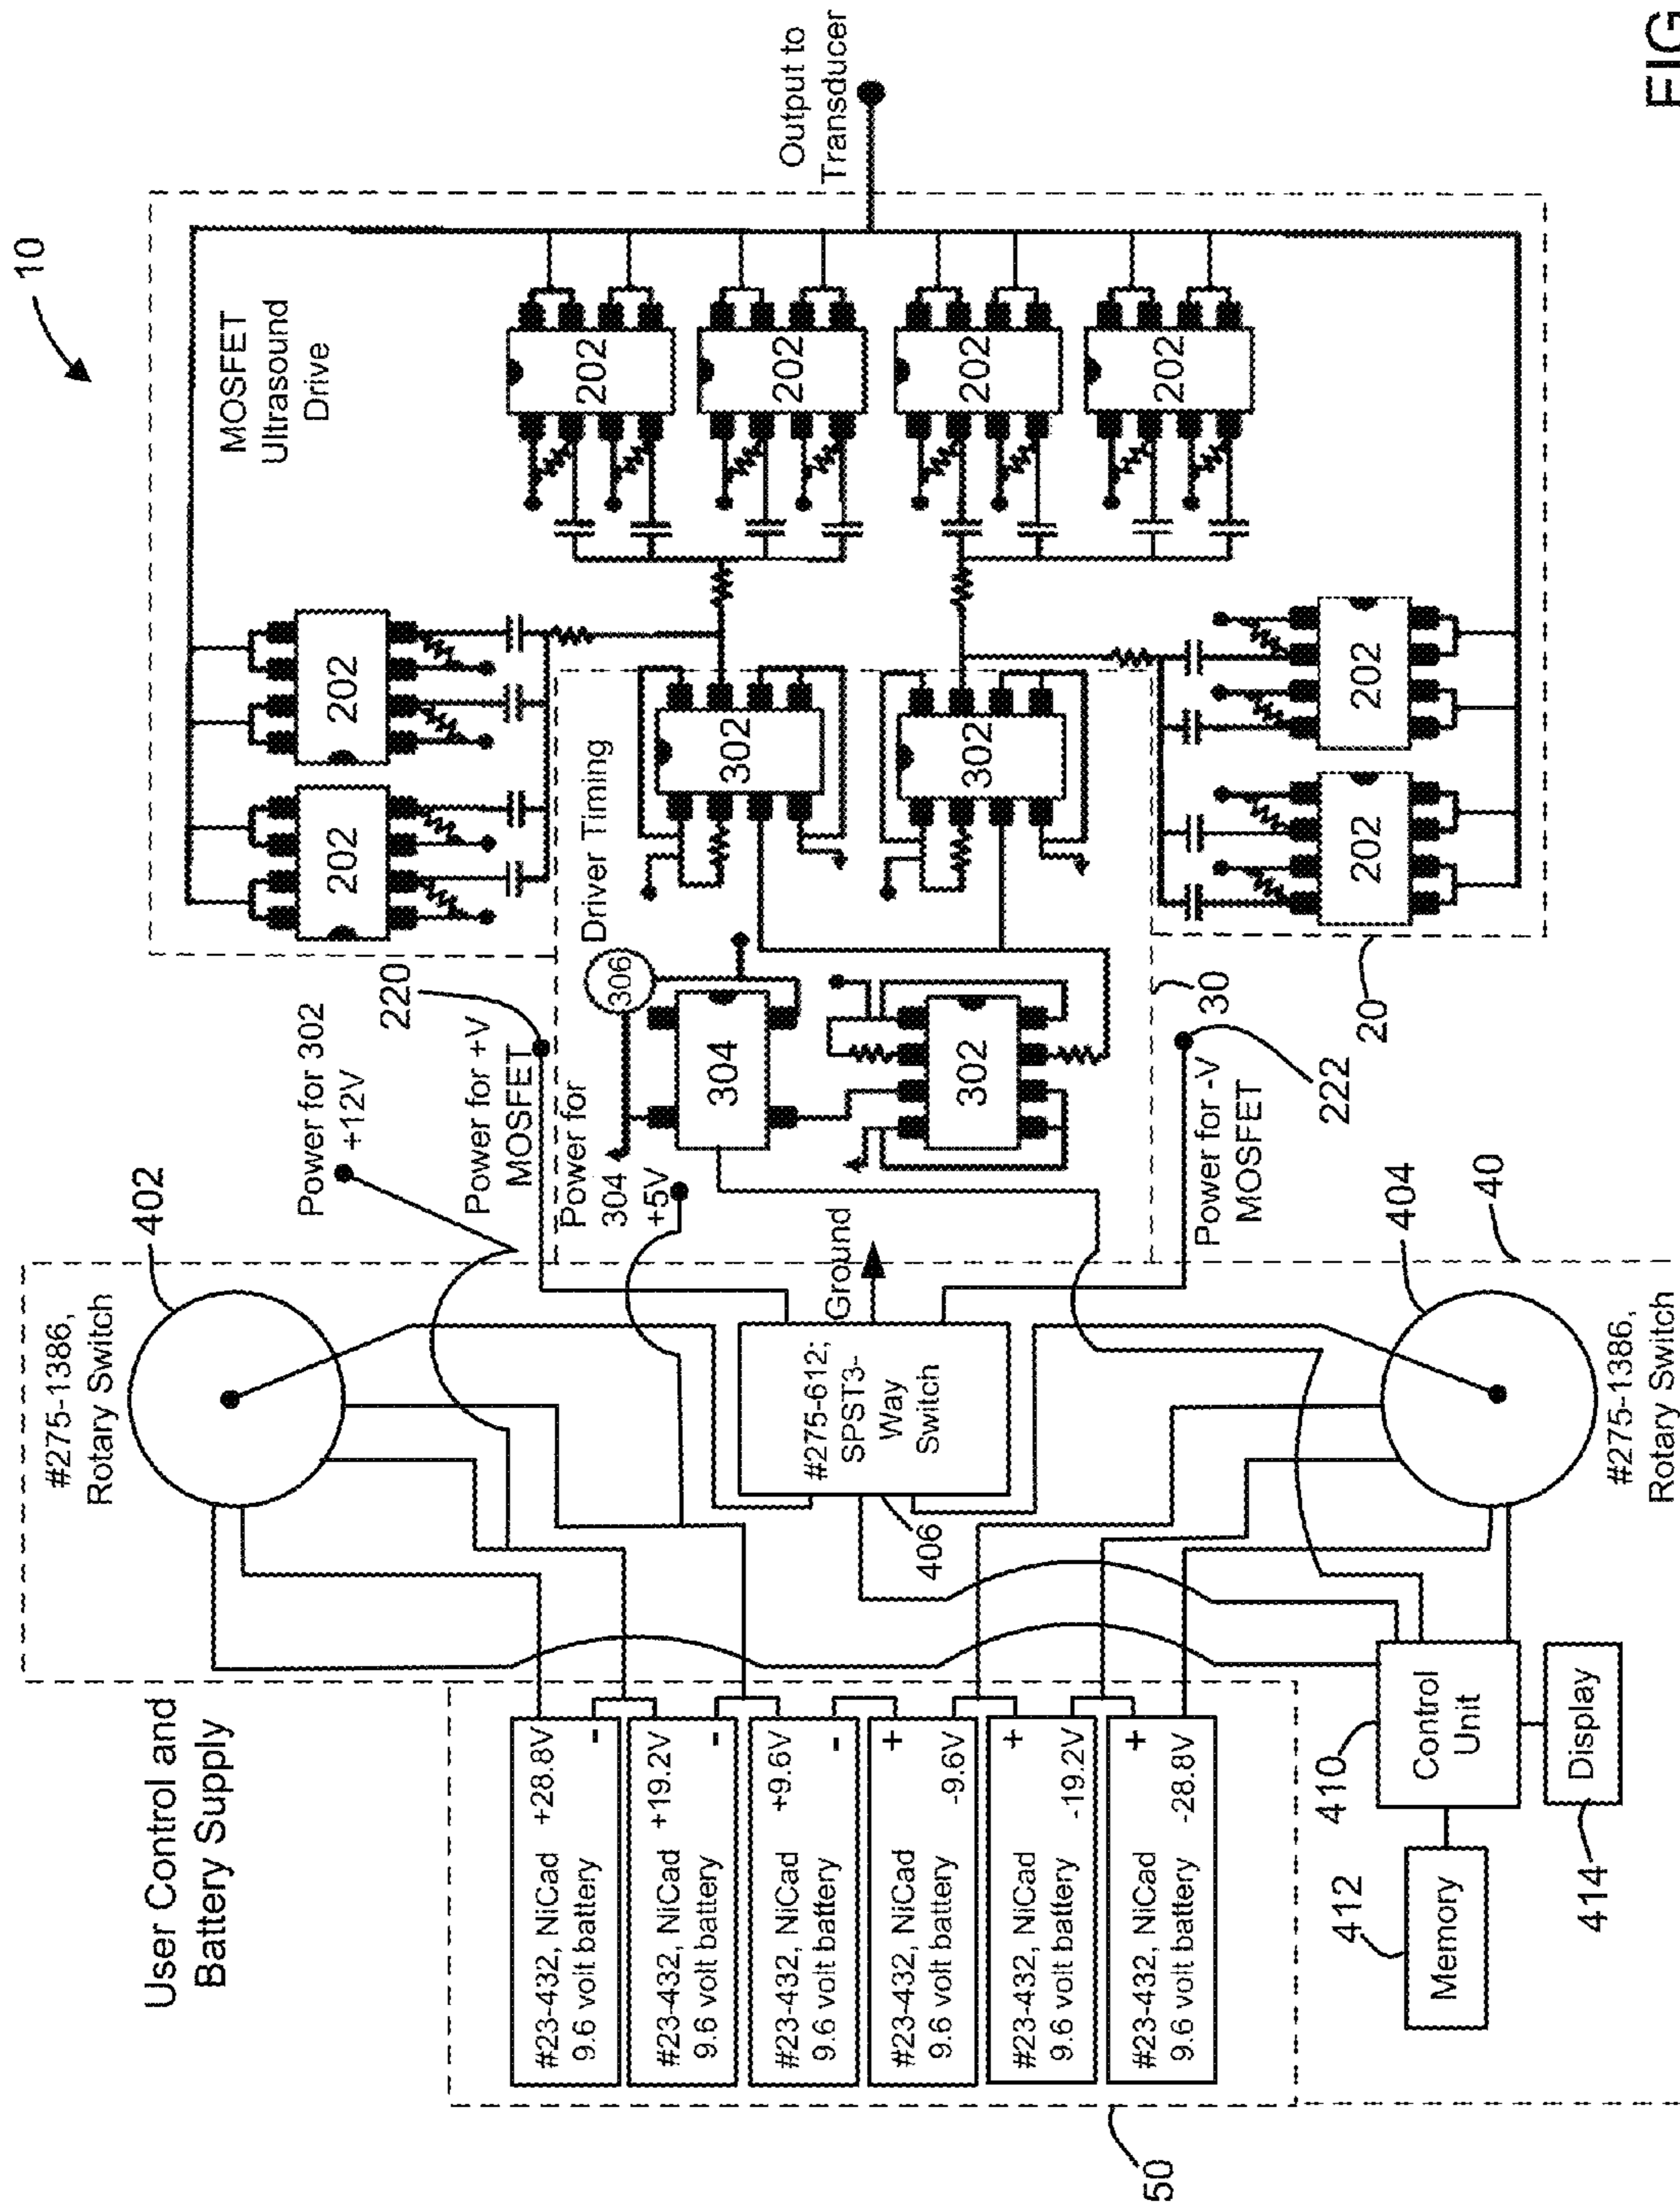 10
MOSFET
Ultrasound
Drive
Output to
Transducer
202
202
202
202
202
202
202
202
Driver Timing
302
302
302
304
306
20
30
220
222
Power for 302
+12V
Power for +V
MOSFET
Power for
304
+5V
Power for -V
MOSFET
Ground
402
#275-1386,
Rotary Switch
404
40
#275-1386,
Rotary Switch
#275-612;
SPST3-
Way
Switch
406
User Control and
Battery Supply
#23-432, NiCad +28.8V
9.6 volt battery -
#23-432, NiCad +19.2V
9.6 volt battery -
#23-432, NiCad +9.6V
9.6 volt battery -
#23-432, NiCad +
9.6 volt battery -9.6V
#23-432, NiCad +
9.6 volt battery -19.2V
#23-432, NiCad +
9.6 volt battery -28.8V
50
410
Control
Unit
412
Memory
414
Display
FIG